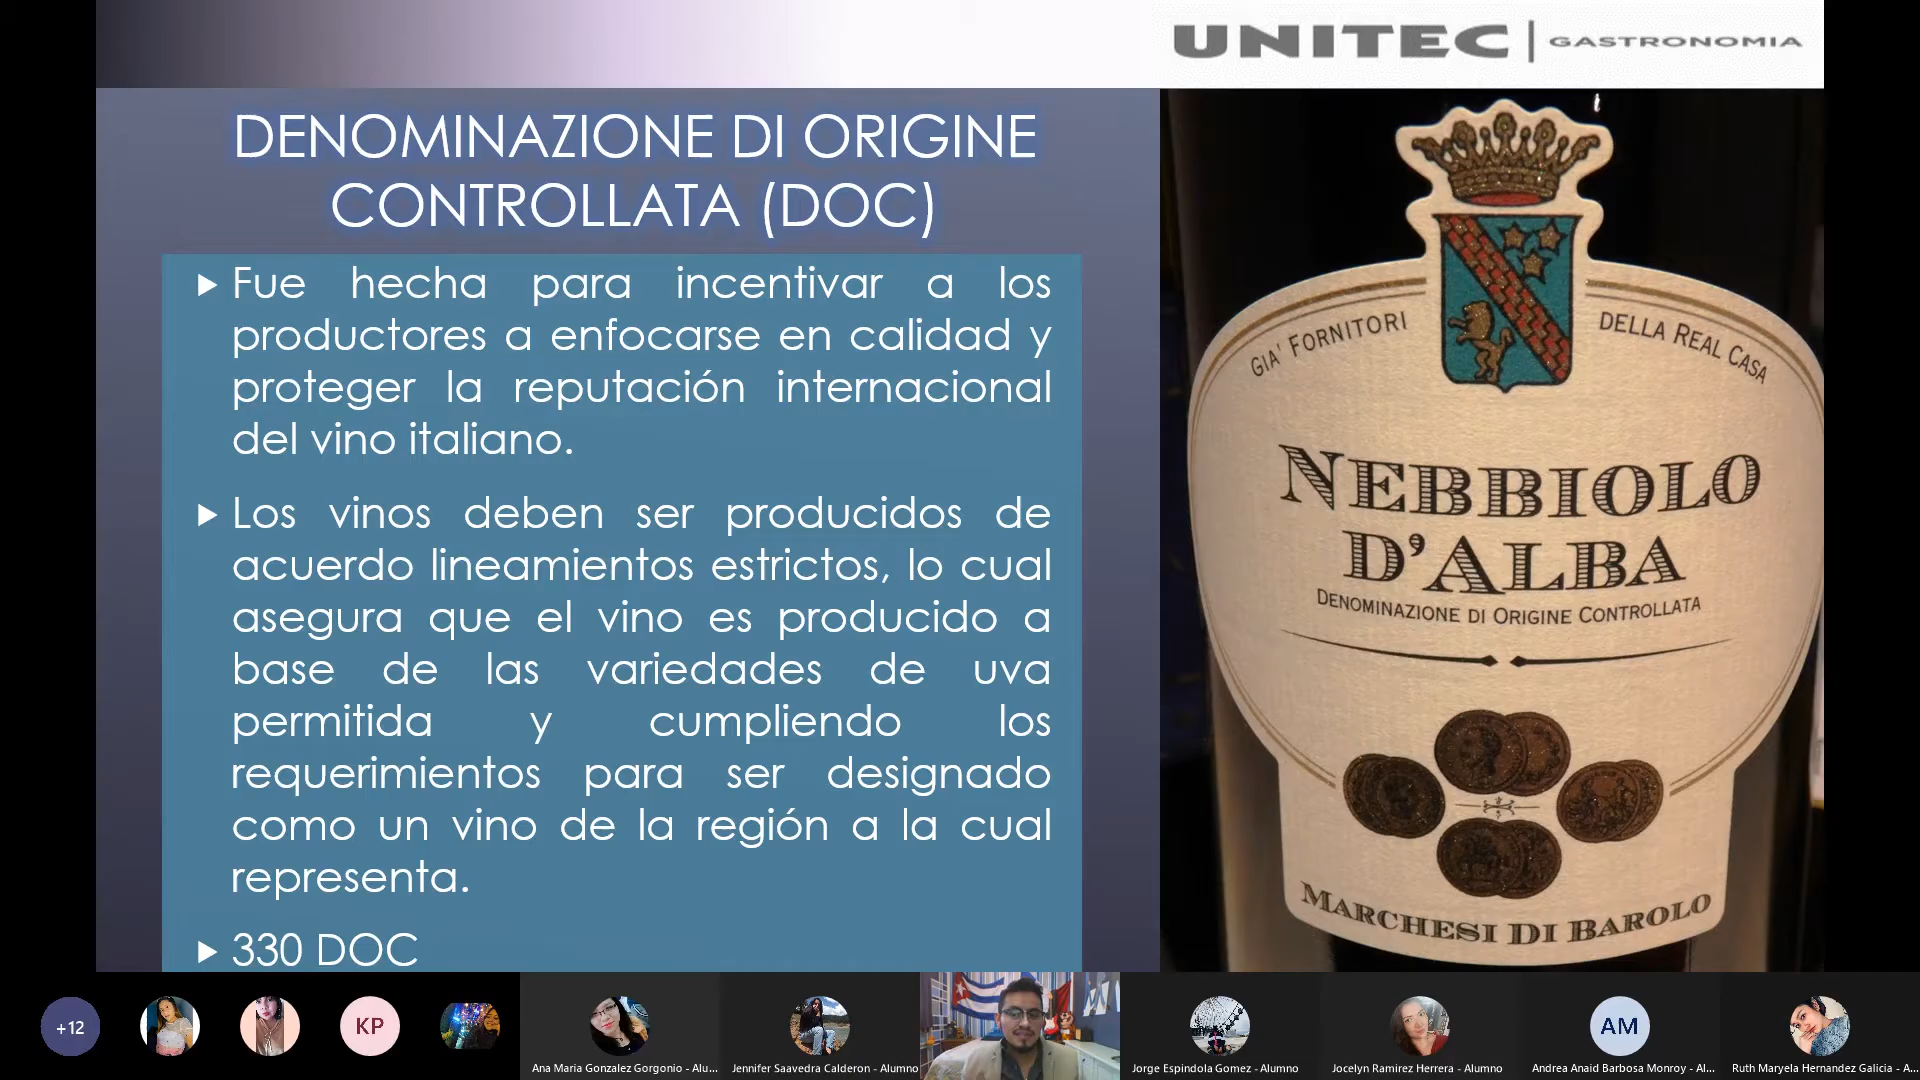 UNITEC | GASTRONOMIA
DENOMINAZIONE DI ORIGINE
CONTROLLATA (DOC)
Fue hecha para incentivar a los
productores a enfocarse en calidad y
proteger la reputación internacional
del vino italiano.
Los vinos deben ser producidos de
acuerdo lineamientos estrictos, lo cual
asegura que el vino es producido a
base de las variedades de uva
permitida y cumpliendo los
requerimientos para ser designado
como un vino de la región a la cual
representa.
330 DOC
GIA' FORNITORI DELLA REAL CASA
NEBBIOLO
D'ALBA
DENOMINAZIONE DI ORIGINE CONTROLLATA
MARCHESI DI BAROLO
+12
KP
Ana Maria Gonzalez Gorgonio - Alu...
Jennifer Saavedra Calderon - Alumno
Jorge Espindola Gomez - Alumno
Jocelyn Ramirez Herrera - Alumno
AM
Andrea Anaid Barbosa Monroy - Al...
Ruth Maryela Hernandez Galicia - A...